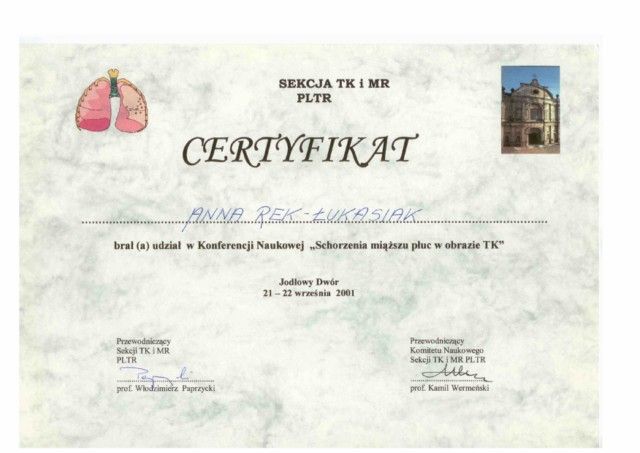 SEKCJA TK i MR
PLTR
CERTYFIKAT
ANNA REK-ŁUKASIAK
brał (a) udział w Konferencji Naukowej „Schorzenia miąższu płuc w obrazie TK”
Jodłowy Dwór
21 – 22 września 2001
Przewodniczący
Sekcji TK i MR
PLTR
prof. Włodzimierz Paprzycki
Przewodniczący
Komitetu Naukowego
Sekcji TK i MR PLTR
prof. Kamil Wermeński